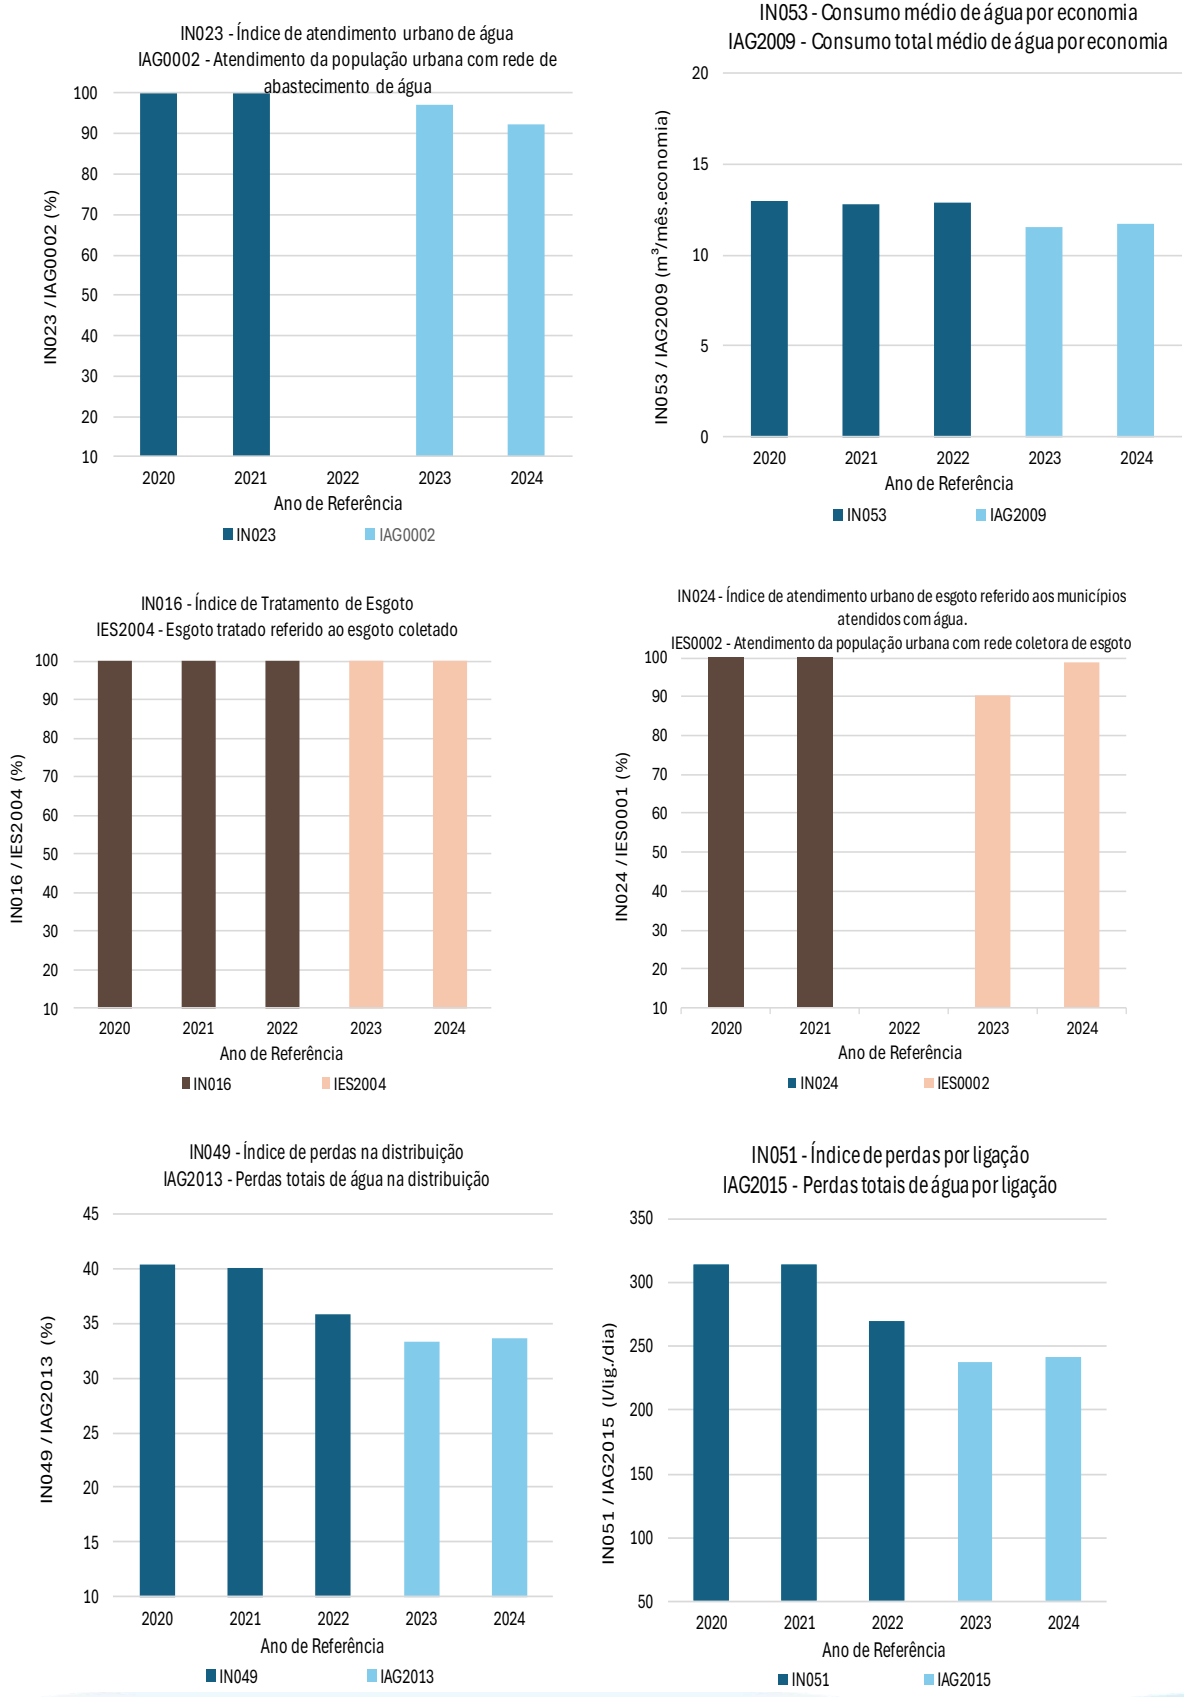 IN023 - Índice de atendimento urbano de água
IAG0002 - Atendimento da população urbana com rede de
abastecimento de água
IN023 / IAG0002 (%)
100
90
80
70
60
50
40
30
20
10
2020 2021 2022 2023 2024
Ano de Referência
IN023 IAG0002
IN053 - Consumo médio de água por economia
IAG2009 - Consumo total médio de água por economia
IN053 / IAG2009 (m³/mês.economia)
20
15
10
5
0
2020 2021 2022 2023 2024
Ano de Referência
IN053 IAG2009
IN016 - Índice de Tratamento de Esgoto
IES2004 - Esgoto tratado referido ao esgoto coletado
IN016 / IES2004 (%)
100
90
80
70
60
50
40
30
20
10
2020 2021 2022 2023 2024
Ano de Referência
IN016 IES2004
IN024 - Índice de atendimento urbano de esgoto referido aos municípios
atendidos com água.
IES0002 - Atendimento da população urbana com rede coletora de esgoto
IN024 / IES0001 (%)
100
90
80
70
60
50
40
30
20
10
2020 2021 2022 2023 2024
Ano de Referência
IN024 IES0002
IN049 - Índice de perdas na distribuição
IAG2013 - Perdas totais de água na distribuição
IN049 / IAG2013 (%)
45
40
35
30
25
20
15
10
2020 2021 2022 2023 2024
Ano de Referência
IN049 IAG2013
IN051 - Índice de perdas por ligação
IAG2015 - Perdas totais de água por ligação
IN051 / IAG2015 (l/lig./dia)
350
300
250
200
150
100
50
2020 2021 2022 2023 2024
Ano de Referência
IN051 IAG2015